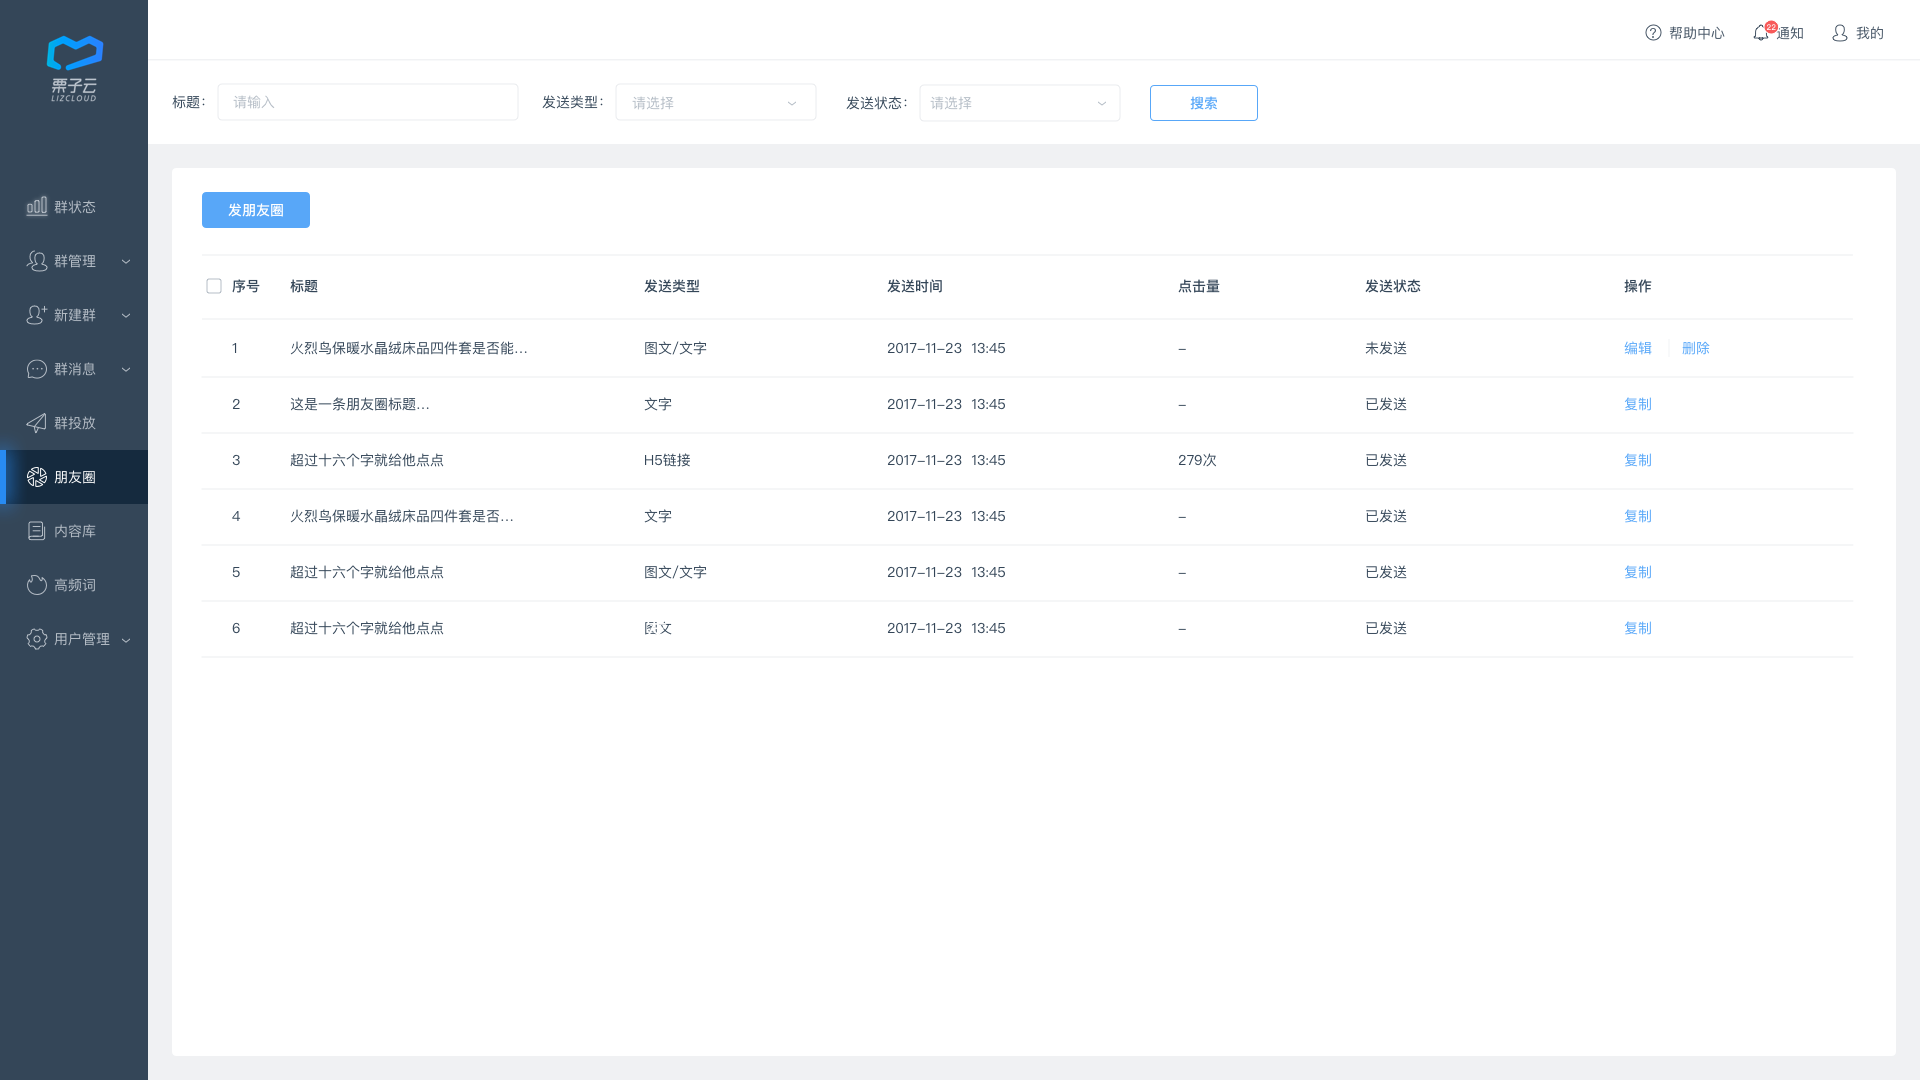 栗子云
LIZCLOUD
帮助中心
22
通知
我的
标题：
请输入
发送类型：
请选择
发送状态：
请选择
搜索
群状态
群管理
新建群
群消息
群投放
朋友圈
内容库
高频词
用户管理
发朋友圈
序号 标题 发送类型 发送时间 点击量 发送状态 操作
1 火烈鸟保暖水晶绒床品四件套是否能... 图文/文字 2017-11-23 13:45 - 未发送 编辑 删除
2 这是一条朋友圈标题... 文字 2017-11-23 13:45 - 已发送 复制
3 超过十六个字就给他点点 H5链接 2017-11-23 13:45 279次 已发送 复制
4 火烈鸟保暖水晶绒床品四件套是否... 文字 2017-11-23 13:45 - 已发送 复制
5 超过十六个字就给他点点 图文/文字 2017-11-23 13:45 - 已发送 复制
6 超过十六个字就给他点点 图文 2017-11-23 13:45 - 已发送 复制